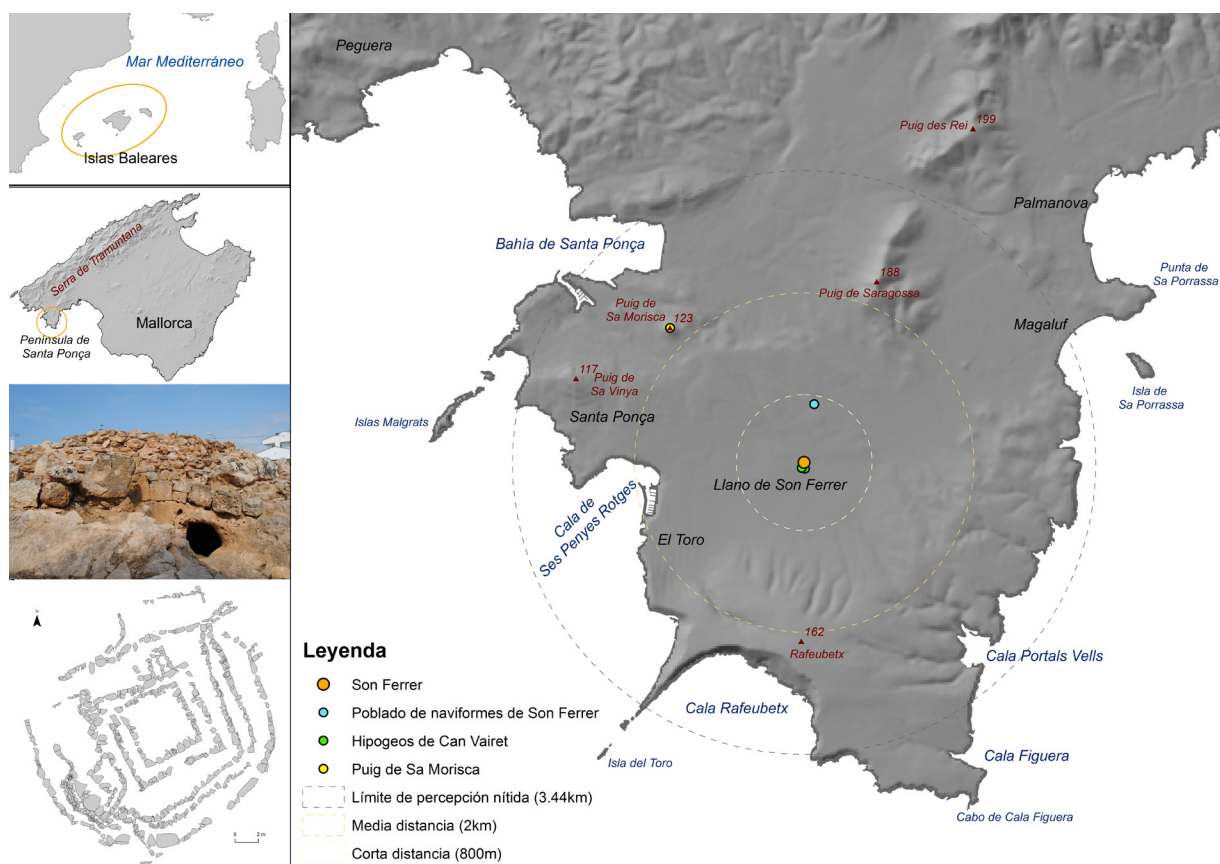 Mar Mediterráneo
Islas Baleares
Serra de Tramuntana
Mallorca
Península de
Santa Ponça
N
0 2 m
Peguera
Puig des Rei
199
Palmanova
Bahía de Santa Ponça
188
Puig de Saragossa
Punta de
Sa Porrassa
Puig de
Sa Morisca
123
Magaluf
117
Puig de
Sa Vinya
Isla de
Sa Porrassa
Islas Malgrats
Santa Ponça
Llano de Son Ferrer
Cala de
Ses Penyes Rotges
El Toro
162
Rafeubetx
Cala Portals Vells
Cala Rafeubetx
Isla del Toro
Cala Figuera
Cabo de Cala Figuera
Leyenda
Son Ferrer
Poblado de naviformes de Son Ferrer
Hipogeos de Can Vairet
Puig de Sa Morisca
Límite de percepción nítida (3.44km)
Media distancia (2km)
Corta distancia (800m)